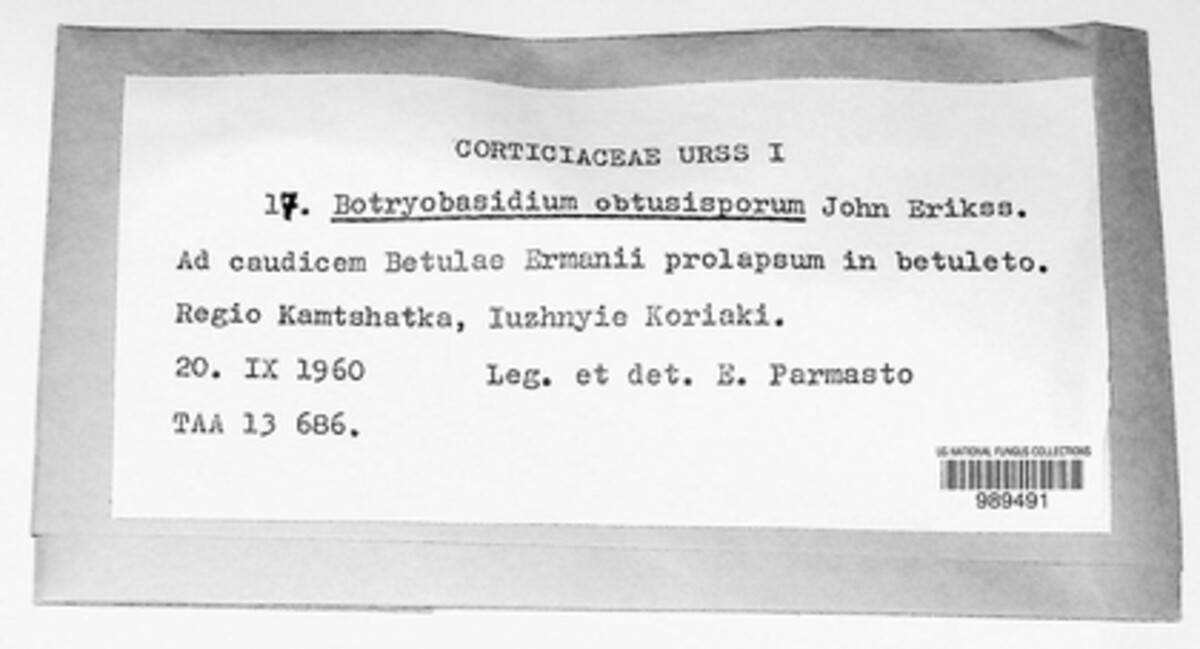 CORTICIACEAE URSS I
17. Botryobasidium obtusisporum John Erikss.
Ad caudicem Betulae Ermanii prolapsum in betuleto.
Regio Kamtshatka, Iuzhnyie Koriaki.
20. IX 1960 Leg. et det. E. Parmasto
TAA 13 686.
US NATIONAL FUNGUS COLLECTIONS
989491